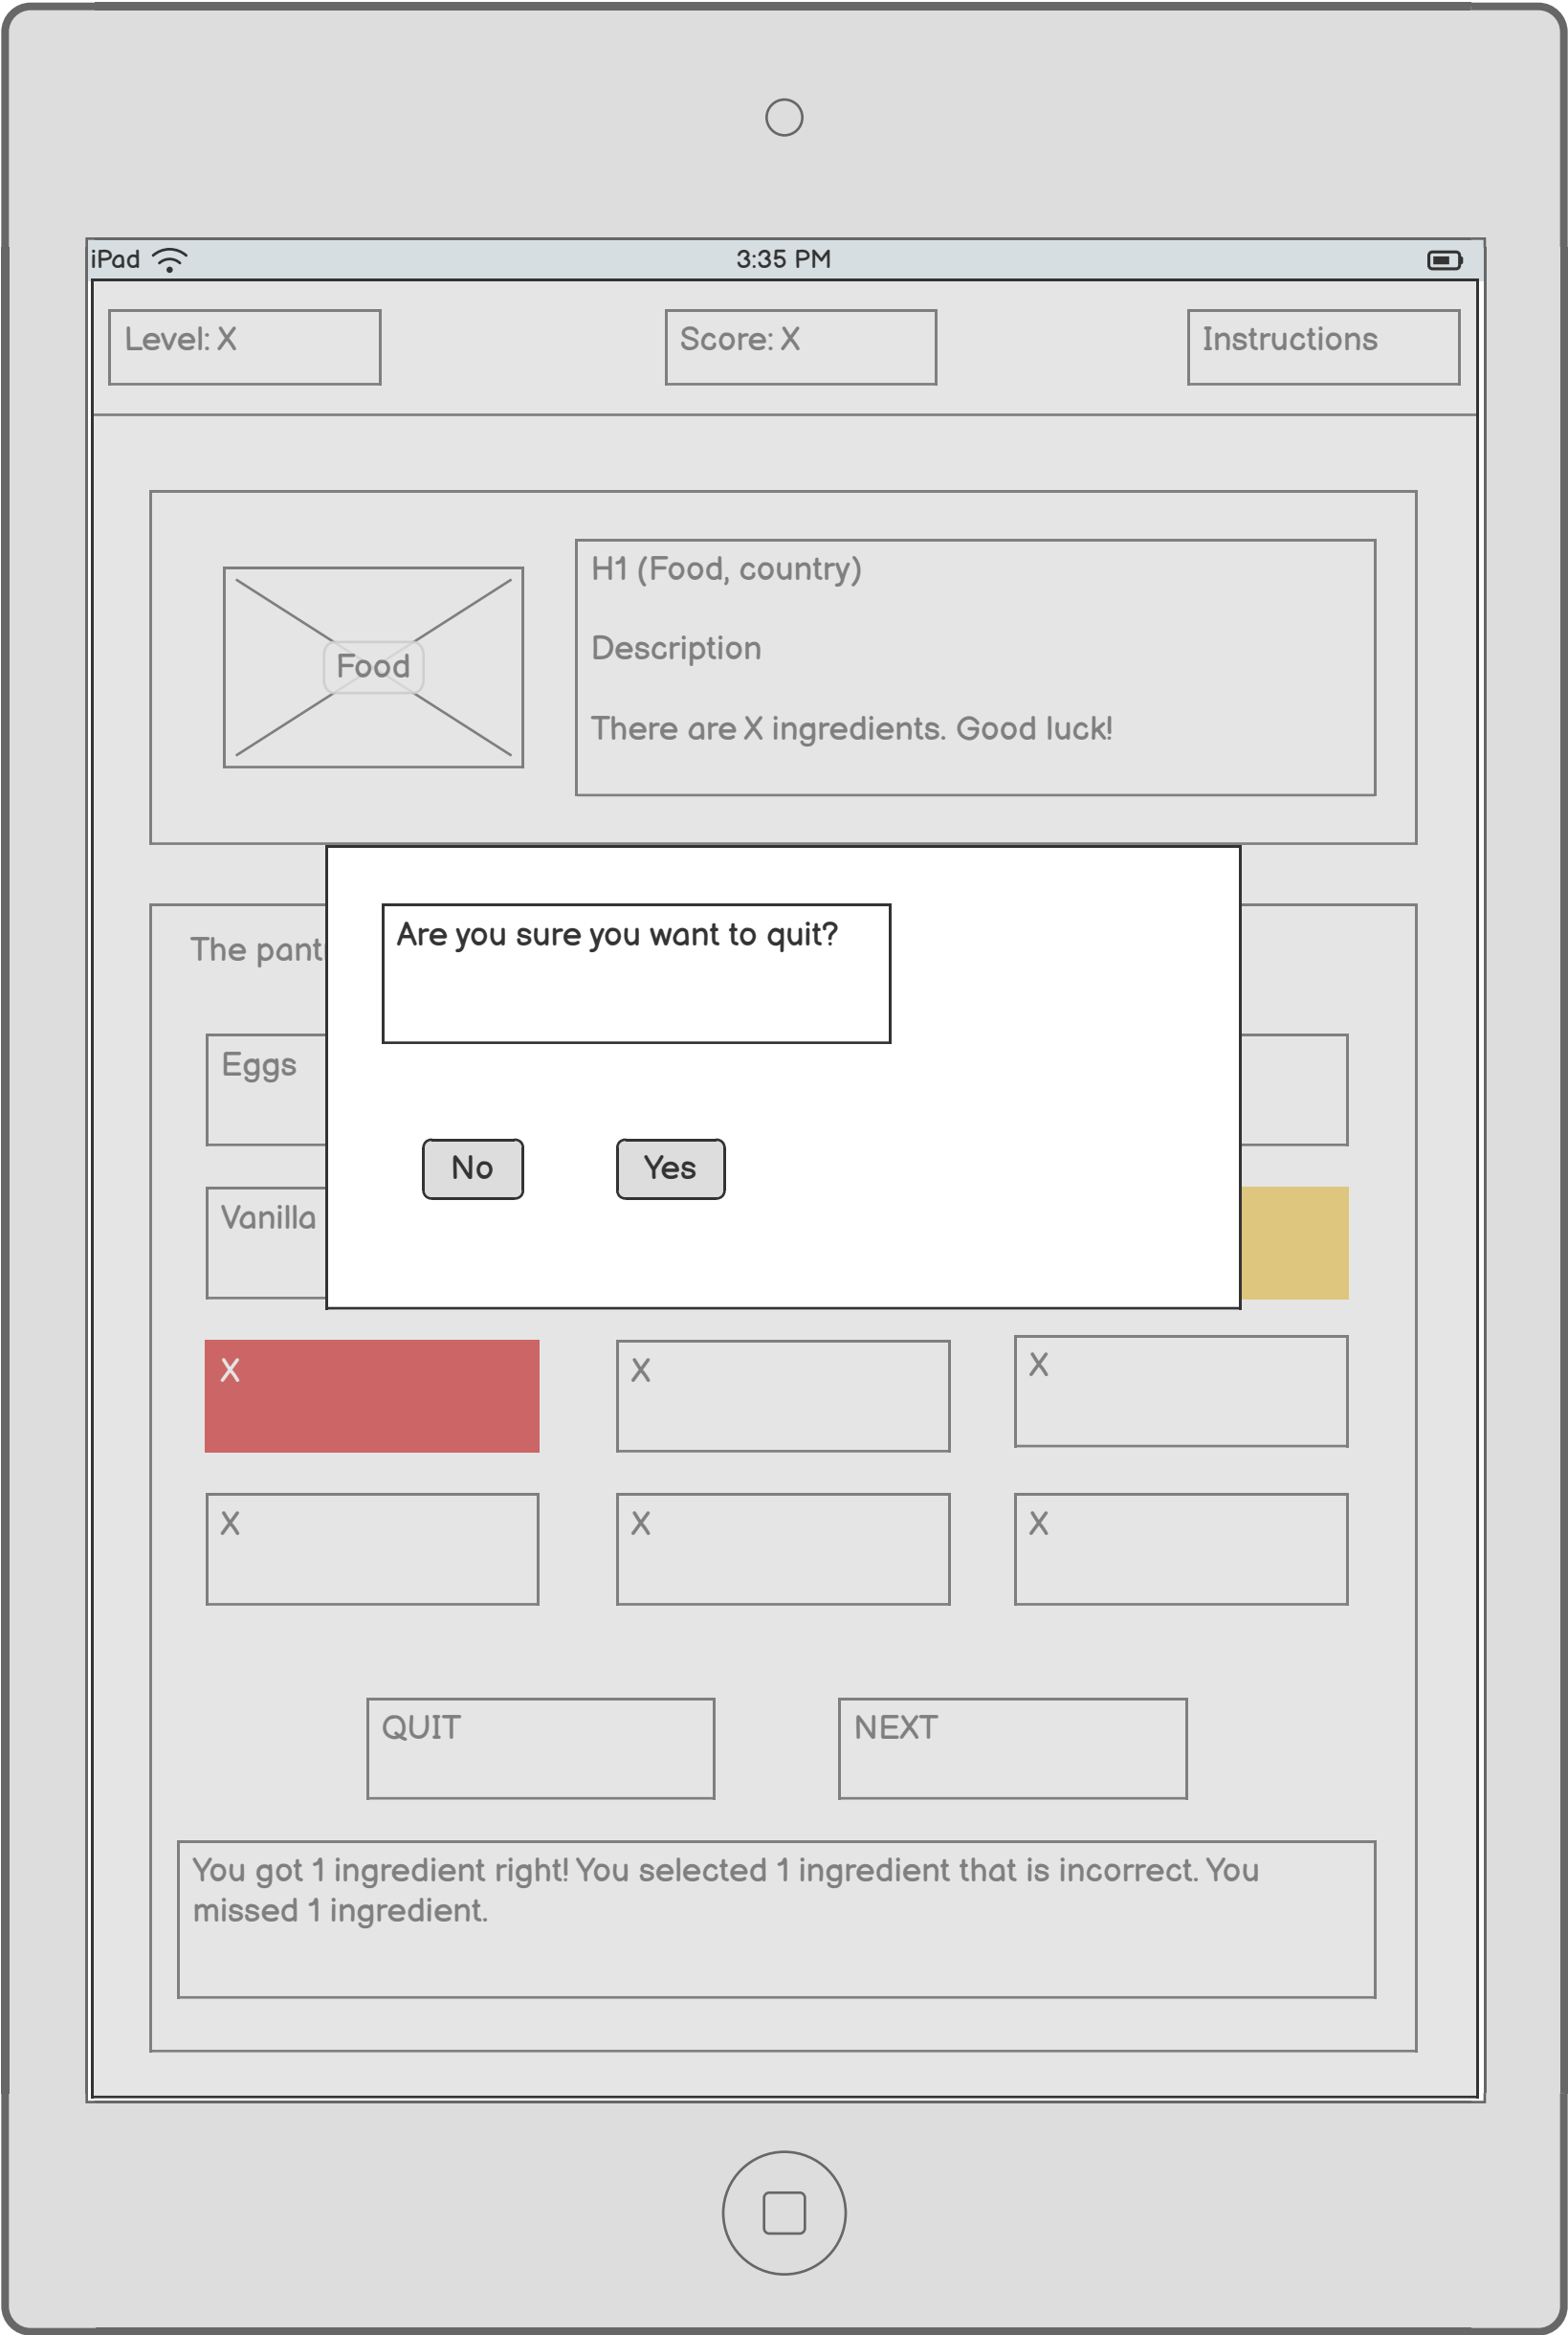 iPad 3:35 PM
Level: X
Score: X
Instructions
Food
H1 (Food, country)
Description
There are X ingredients. Good luck!
The
Are you sure you want to quit?
No
Yes
Eggs
Vanilla
X
X
X
X
X
X
QUIT
NEXT
You got 1 ingredient right! You selected 1 ingredient that is incorrect. You
missed 1 ingredient.